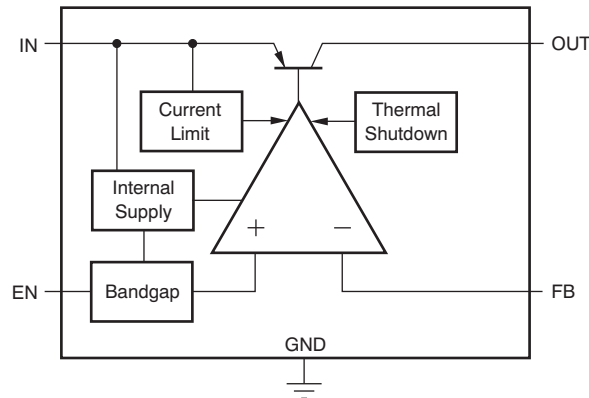 IN
OUT
Current
Limit
Thermal
Shutdown
Internal
Supply
+
−
EN
Bandgap
FB
GND